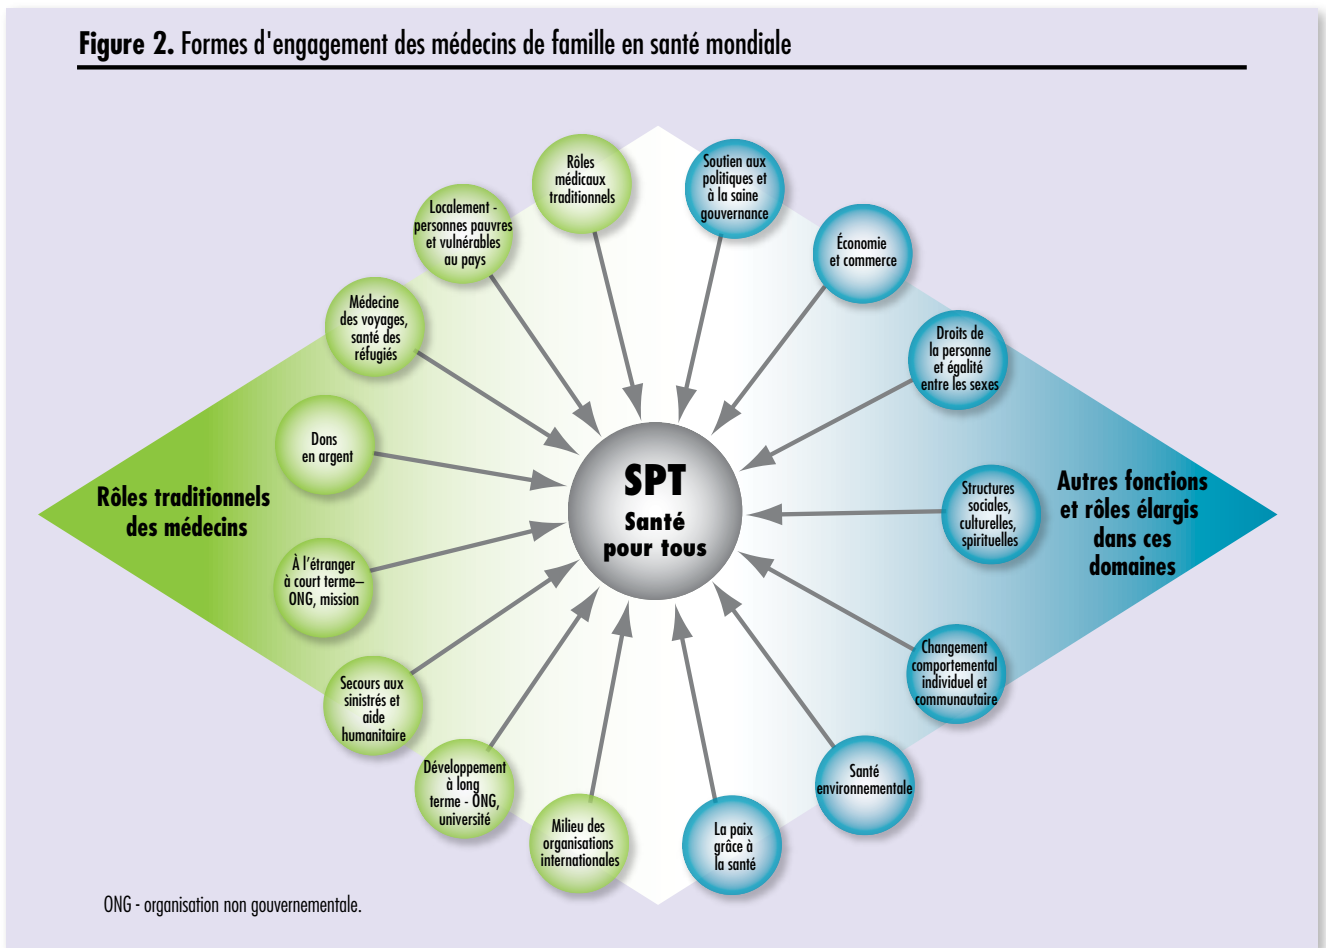 Figure 2. Formes d'engagement des médecins de famille en santé mondiale
Rôles
médicaux
traditionnels
Localement -
personnes pauvres
et vulnérables
au pays
Médecine
des voyages,
santé des
réfugiés
Dons
en argent
Rôles traditionnels
des médecins
À l'étranger
à court terme–
ONG, mission
Secours aux
sinistrés et
aide
humanitaire
Développement
à long
terme - ONG,
université
Milieu des
organisations
internationales
SPT
Santé
pour tous
Soutien aux
politiques et
à la saine
gouvernance
Économie
et commerce
Droits de
la personne
et égalité
entre les sexes
Structures
sociales,
culturelles,
spirituelles
Autres fonctions
et rôles élargis
dans ces
domaines
Changement
comportemental
individuel et
communautaire
Santé
environnementale
La paix
grâce à
la santé
ONG - organisation non gouvernementale.